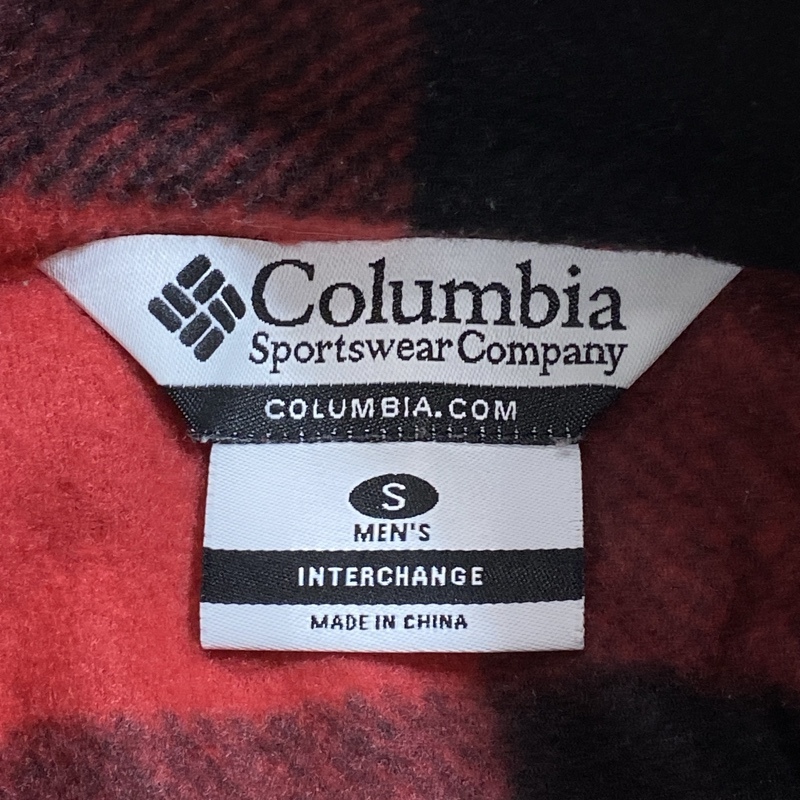 Columbia
Sportswear Company
COLUMBIA.COM
S
MEN'S
INTERCHANGE
MADE IN CHINA